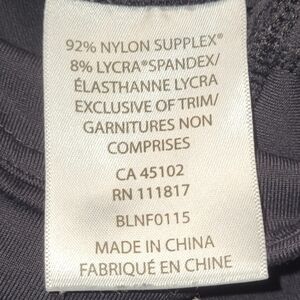 92% NYLON SUPPLEX®
8% LYCRA®SPANDEX/
ÉLASTHANNE LYCRA
EXCLUSIVE OF TRIM/
GARNITURES NON
COMPRISES
CA 45102
RN 111817
BLNF0115
MADE IN CHINA
FABRIQUÉ EN CHINE